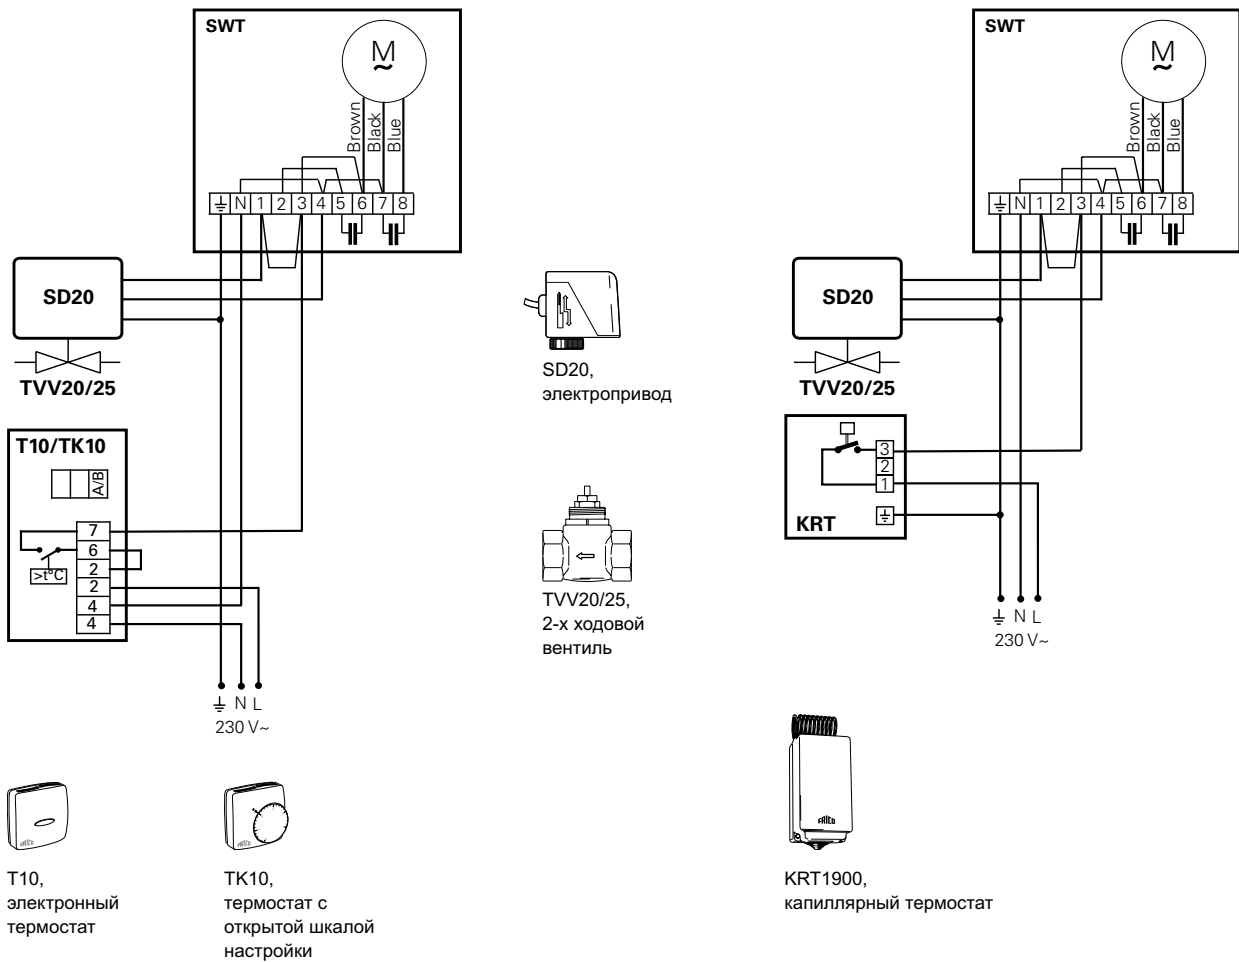 SWT
M
~
Brown
Black
Blue
N 1 2 3 4 5 6 7 8
SD20
TVV20/25
T10/TK10
A/B
7
6
2
2
4
4
>t°C
N L
230 V~
SD20,
электропривод
TVV20/25,
2-х ходовой
вентиль
SWT
M
~
Brown
Black
Blue
N 1 2 3 4 5 6 7 8
SD20
TVV20/25
3
2
1
KRT
N L
230 V~
FRICO
T10,
электронный
термостат
FRICO
TK10,
термостат с
открытой шкалой
настройки
FRICO
KRT1900,
капиллярный термостат